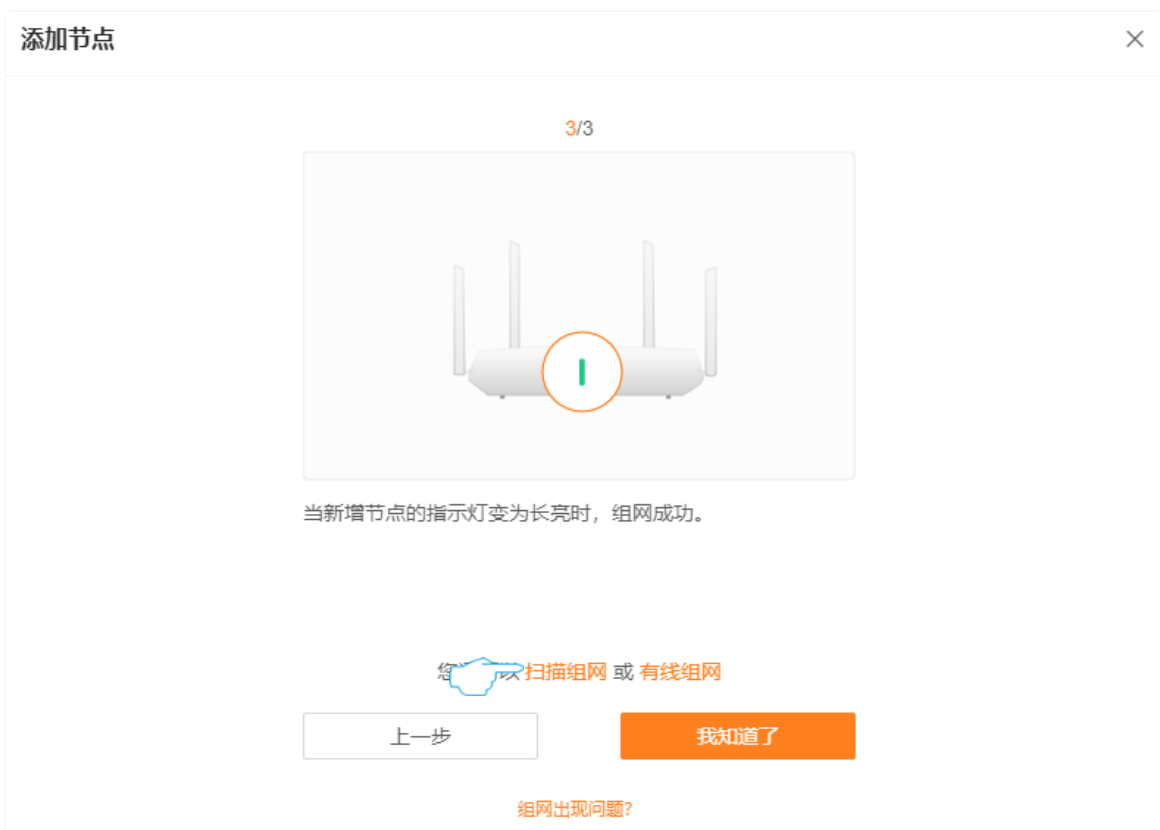 添加节点
3/3
当新增节点的指示灯变为长亮时，组网成功。
您 以 扫描组网 或 有线组网
上一步
我知道了
组网出现问题?